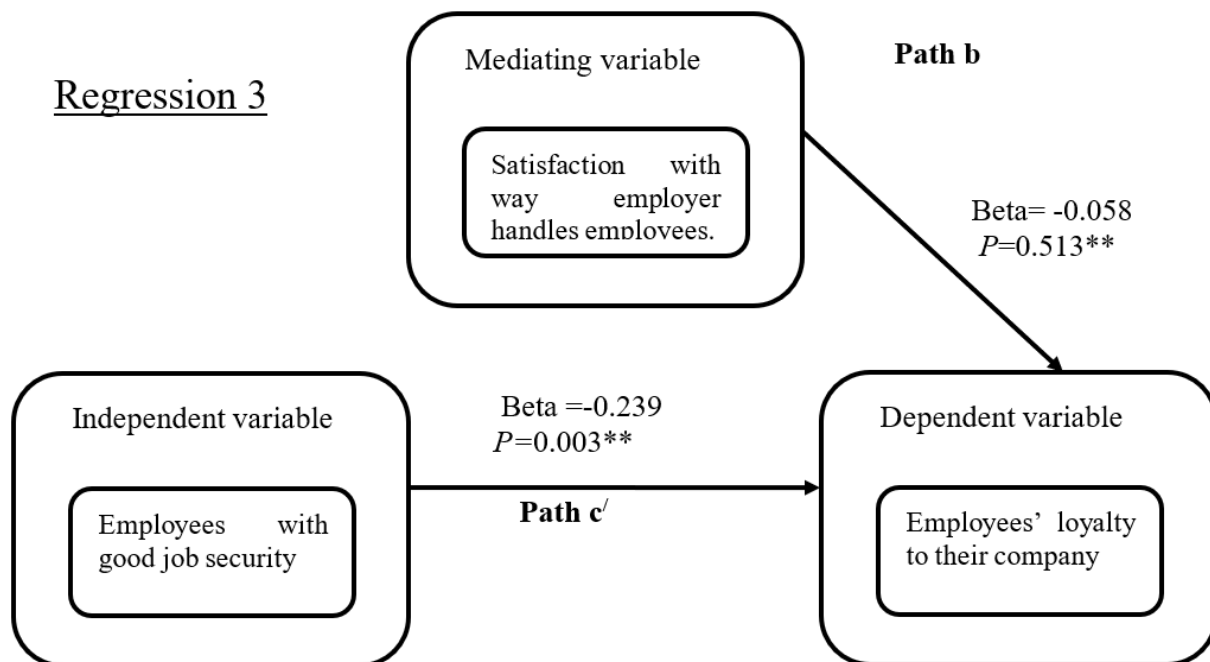 Regression 3
Mediating variable
Satisfaction with
way employer
handles employees.
Path b
Beta= -0.058
P=0.513**
Independent variable
Employees with
good job security
Beta =-0.239
P=0.003**
Path c/
Dependent variable
Employees’ loyalty
to their company